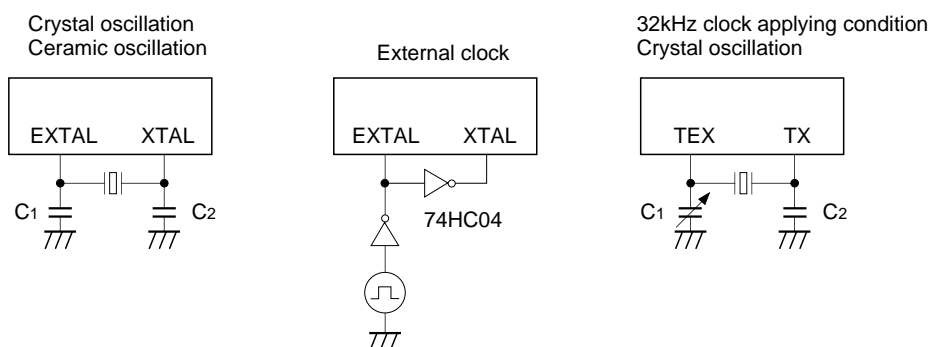 Crystal oscillation
Ceramic oscillation
EXTAL XTAL
C1 C2
External clock
EXTAL XTAL
74HC04
32kHz clock applying condition
Crystal oscillation
TEX TX
C1 C2